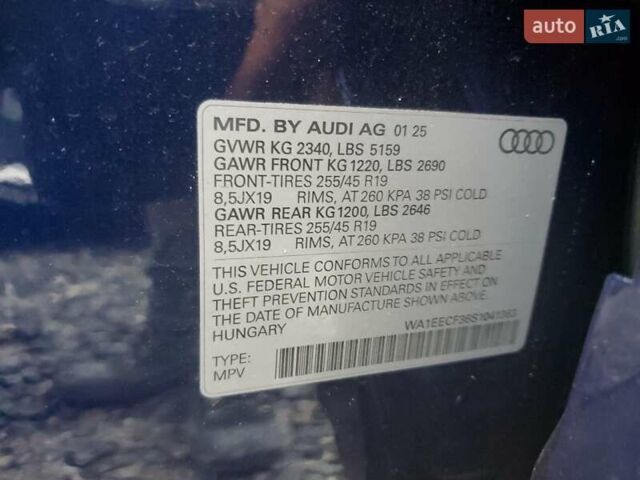 auto RIA.com
MFD. BY AUDI AG 01 25
GVWR KG 2340, LBS 5159
GAWR FRONT KG 1220, LBS 2690
FRONT-TIRES 255/45 R19
8,5JX19 RIMS, AT 260 KPA 38 PSI COLD
GAWR REAR KG 1200, LBS 2646
REAR-TIRES 255/45 R19
8,5JX19 RIMS, AT 260 KPA 38 PSI COLD
THIS VEHICLE CONFORMS TO ALL APPLICABLE
U.S. FEDERAL MOTOR VEHICLE SAFETY AND
THEFT PREVENTION STANDARDS IN EFFECT ON
THE DATE OF MANUFACTURE SHOWN ABOVE.
HUNGARY
TYPE:
MPV